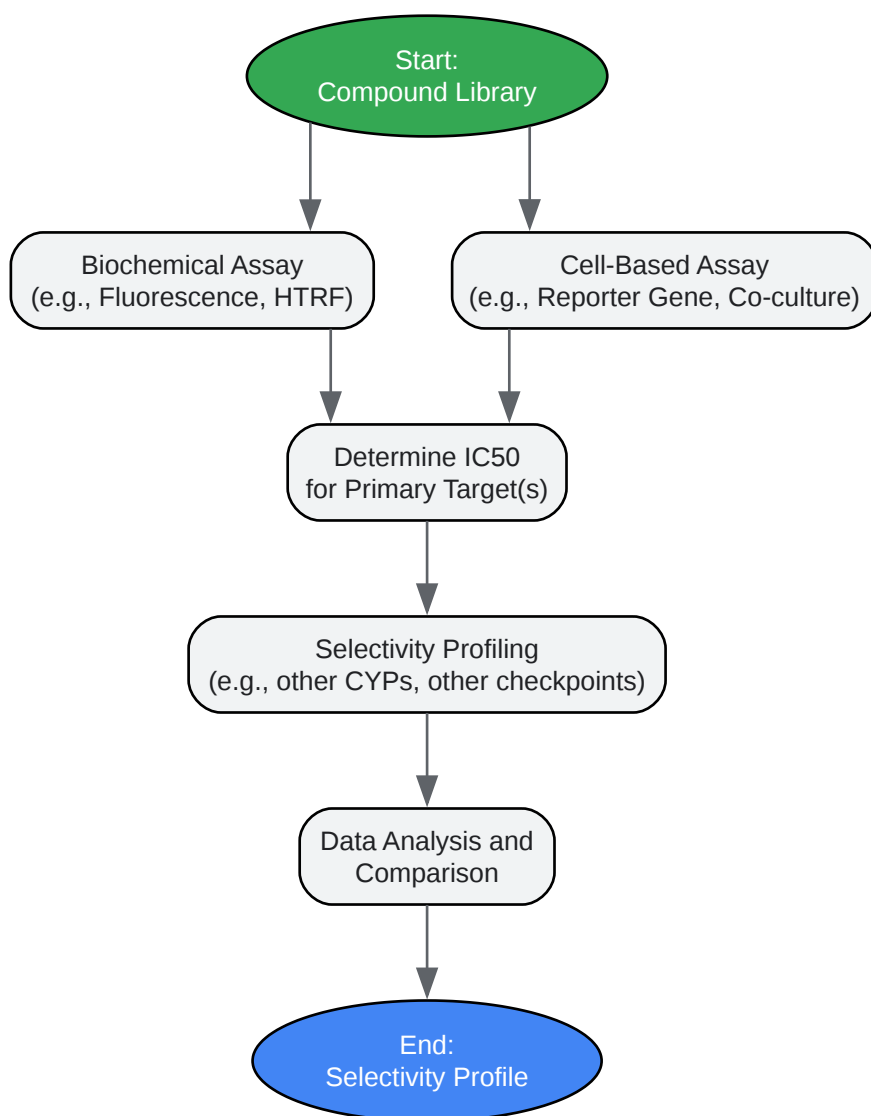 Start:
Compound Library
Biochemical Assay
(e.g., Fluorescence, HTRF)
Cell-Based Assay
(e.g., Reporter Gene, Co-culture)
Determine IC50
for Primary Target(s)
Selectivity Profiling
(e.g., other CYPs, other checkpoints)
Data Analysis and
Comparison
End:
Selectivity Profile